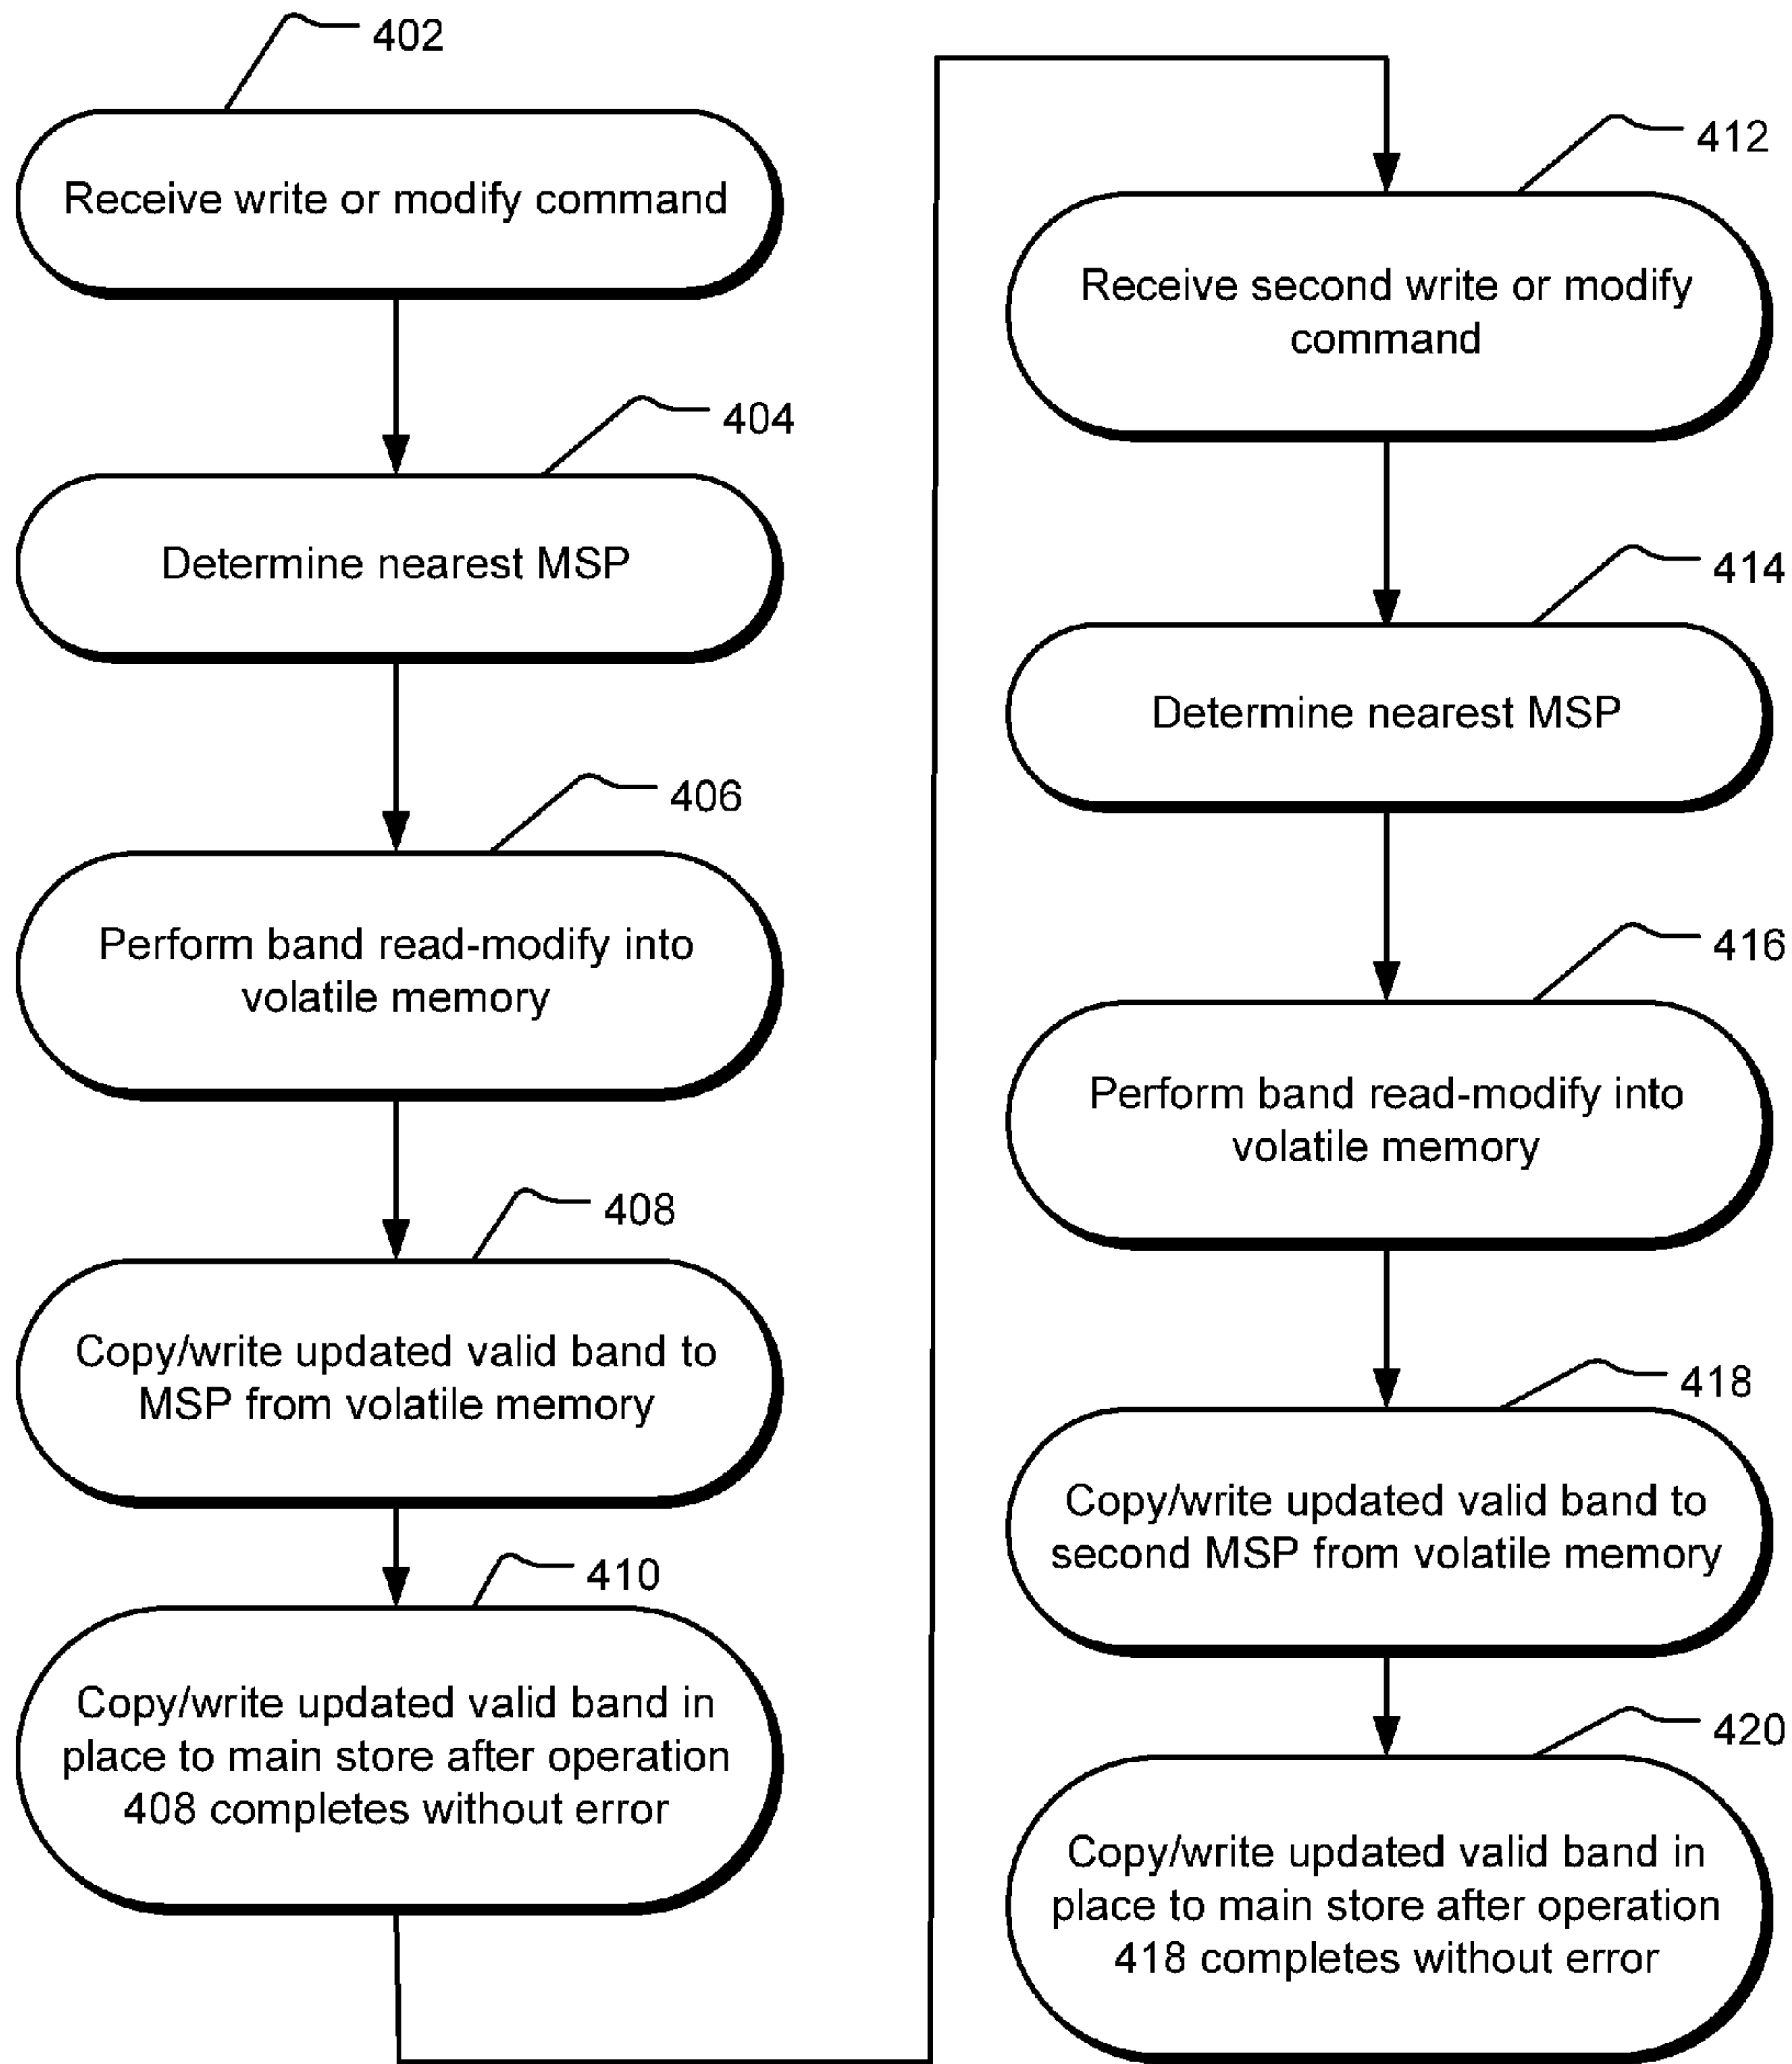 402
Receive write or modify command
404
Determine nearest MSP
406
Perform band read-modify into
volatile memory
408
Copy/write updated valid band to
MSP from volatile memory
410
Copy/write updated valid band in
place to main store after operation
408 completes without error
412
Receive second write or modify
command
414
Determine nearest MSP
416
Perform band read-modify into
volatile memory
418
Copy/write updated valid band to
second MSP from volatile memory
420
Copy/write updated valid band in
place to main store after operation
418 completes without error